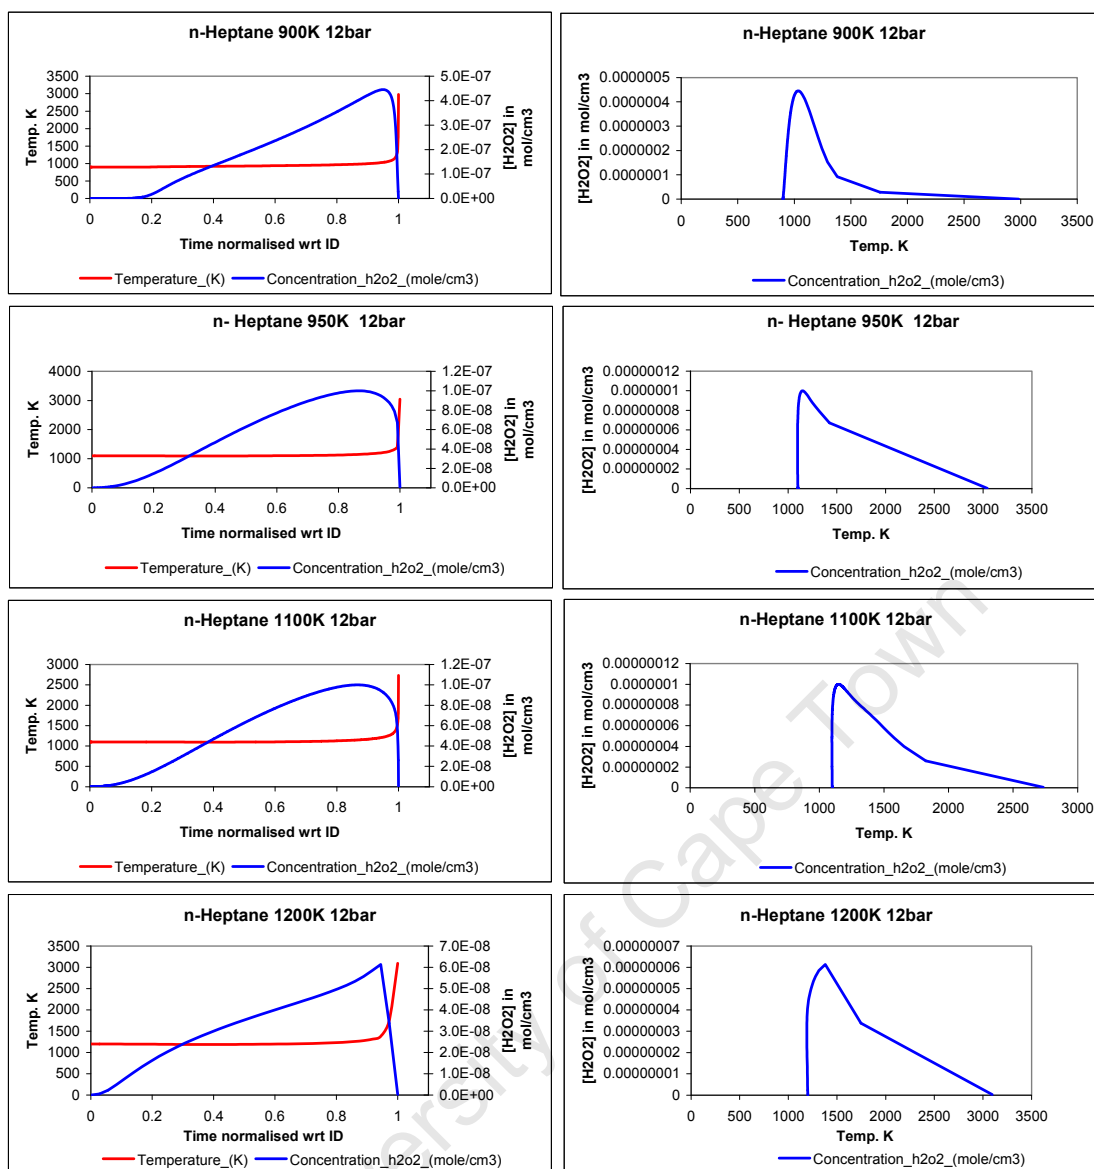 n-Heptane 900K 12bar
3500
3000
2500
2000
1500
1000
500
0
Temp. K
5.0E-07
4.0E-07
3.0E-07
2.0E-07
1.0E-07
0.0E+00
[H2O2] in
mol/cm3
0 0.2 0.4 0.6 0.8 1
Time normalised wrt ID
Temperature_(K) Concentration_h2o2_(mole/cm3)
n-Heptane 900K 12bar
0.0000005
0.0000004
0.0000003
0.0000002
0.0000001
0
[H2O2] in mol/cm3
0 500 1000 1500 2000 2500 3000 3500
Temp. K
Concentration_h2o2_(mole/cm3)
n- Heptane 950K 12bar
4000
3000
2000
1000
0
Temp. K
1.2E-07
1.0E-07
8.0E-08
6.0E-08
4.0E-08
2.0E-08
0.0E+00
[H2O2] in
mol/cm3
0 0.2 0.4 0.6 0.8 1
Time normalised wrt ID
Temperature_(K) Concentration_h2o2_(mole/cm3)
n- Heptane 950K 12bar
0.00000012
0.0000001
0.00000008
0.00000006
0.00000004
0.00000002
0
[H2O2] in mol/cm3
0 500 1000 1500 2000 2500 3000 3500
Temp. K
Concentration_h2o2_(mole/cm3)
n-Heptane 1100K 12bar
3000
2500
2000
1500
1000
500
0
Temp. K
1.2E-07
1.0E-07
8.0E-08
6.0E-08
4.0E-08
2.0E-08
0.0E+00
[H2O2] in
mol/cm3
0 0.2 0.4 0.6 0.8 1
Time normalised wrt ID
Temperature_(K) Concentration_h2o2_(mole/cm3)
n-Heptane 1100K 12bar
0.00000012
0.0000001
0.00000008
0.00000006
0.00000004
0.00000002
0
[H2O2] in mol/cm3
0 500 1000 1500 2000 2500 3000
Temp. K
Concentration_h2o2_(mole/cm3)
n-Heptane 1200K 12bar
3500
3000
2500
2000
1500
1000
500
0
Temp. K
7.0E-08
6.0E-08
5.0E-08
4.0E-08
3.0E-08
2.0E-08
1.0E-08
0.0E+00
[H2O2] in
mol/cm3
0 0.2 0.4 0.6 0.8 1
Time normalised wrt ID
Temperature_(K) Concentration_h2o2_(mole/cm3)
n-Heptane 1200K 12bar
0.00000007
0.00000006
0.00000005
0.00000004
0.00000003
0.00000002
0.00000001
0
[H2O2] in mol/cm3
0 500 1000 1500 2000 2500 3000 3500
Temp. K
Concentration_h2o2_(mole/cm3)
ersity of Cape Town